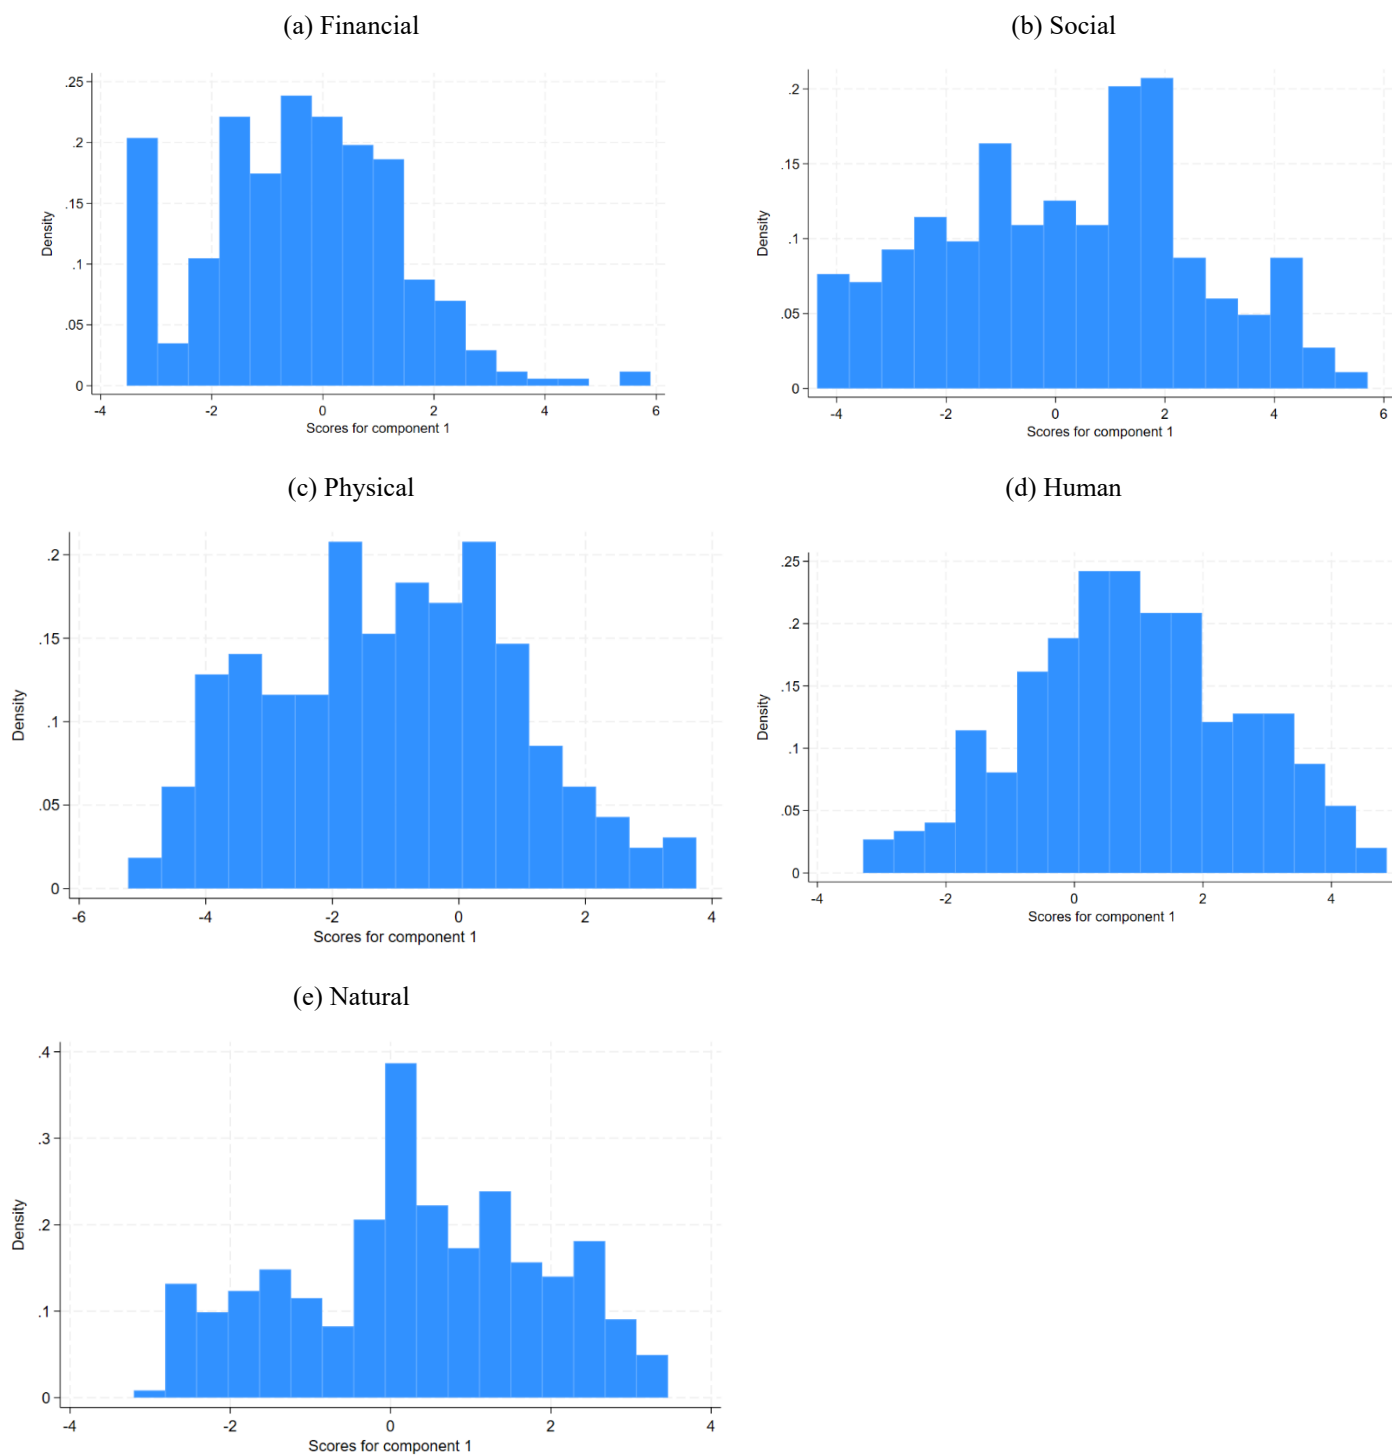 (a) Financial
.25
.2
.15
.1
.05
0
Density
-4 -2 0 2 4 6
Scores for component 1
(b) Social
.2
.15
.1
.05
0
Density
-4 -2 0 2 4 6
Scores for component 1
(c) Physical
.2
.15
.1
.05
0
Density
-6 -4 -2 0 2 4
Scores for component 1
(d) Human
.25
.2
.15
.1
.05
0
Density
-4 -2 0 2 4
Scores for component 1
(e) Natural
.4
.3
.2
.1
0
Density
-4 -2 0 2 4
Scores for component 1